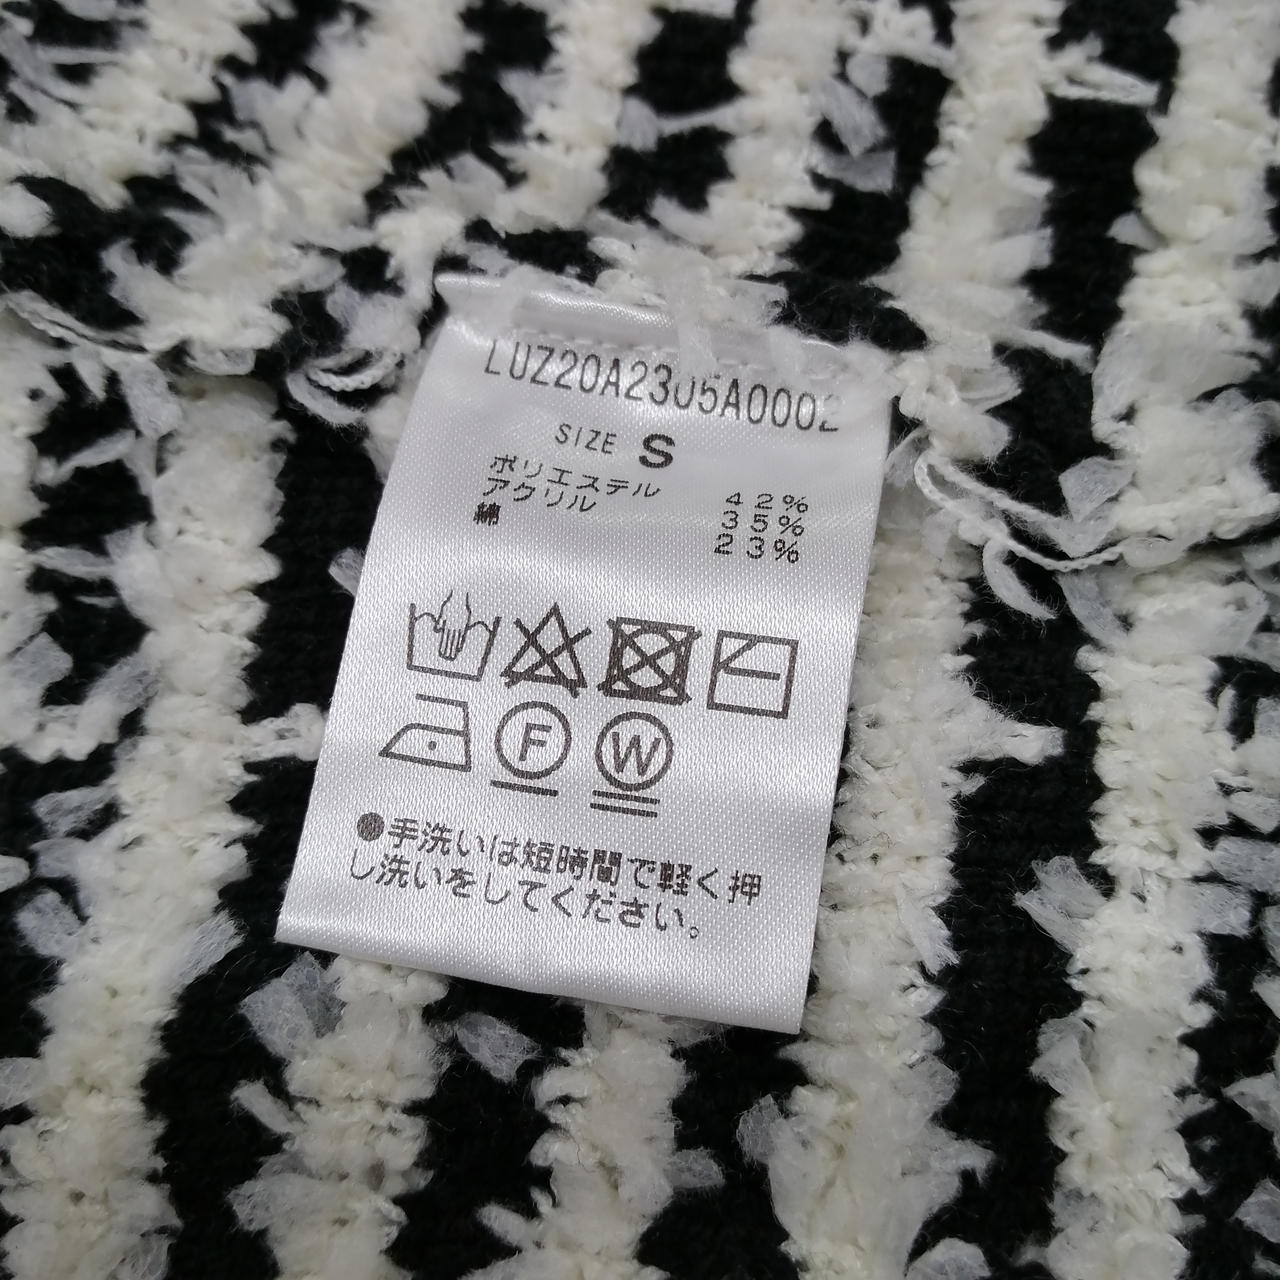 LUZ20A2305A0002
SIZE S
ポリエステル 42%
アクリル 35%
綿 23%
F W
●手洗いは短時間で軽く押
し洗いをしてください。